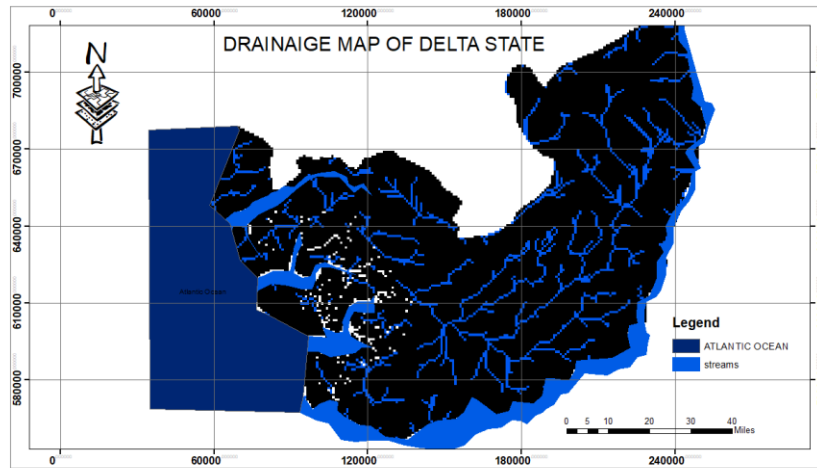 0 60000 120000 180000 240000
DRAINAIGE MAP OF DELTA STATE
N
700000
670000
640000
610000
580000
Atlantic Ocean
Legend
ATLANTIC OCEAN
streams
0 5 10 20 30 40
Miles
0 60000 120000 180000 240000